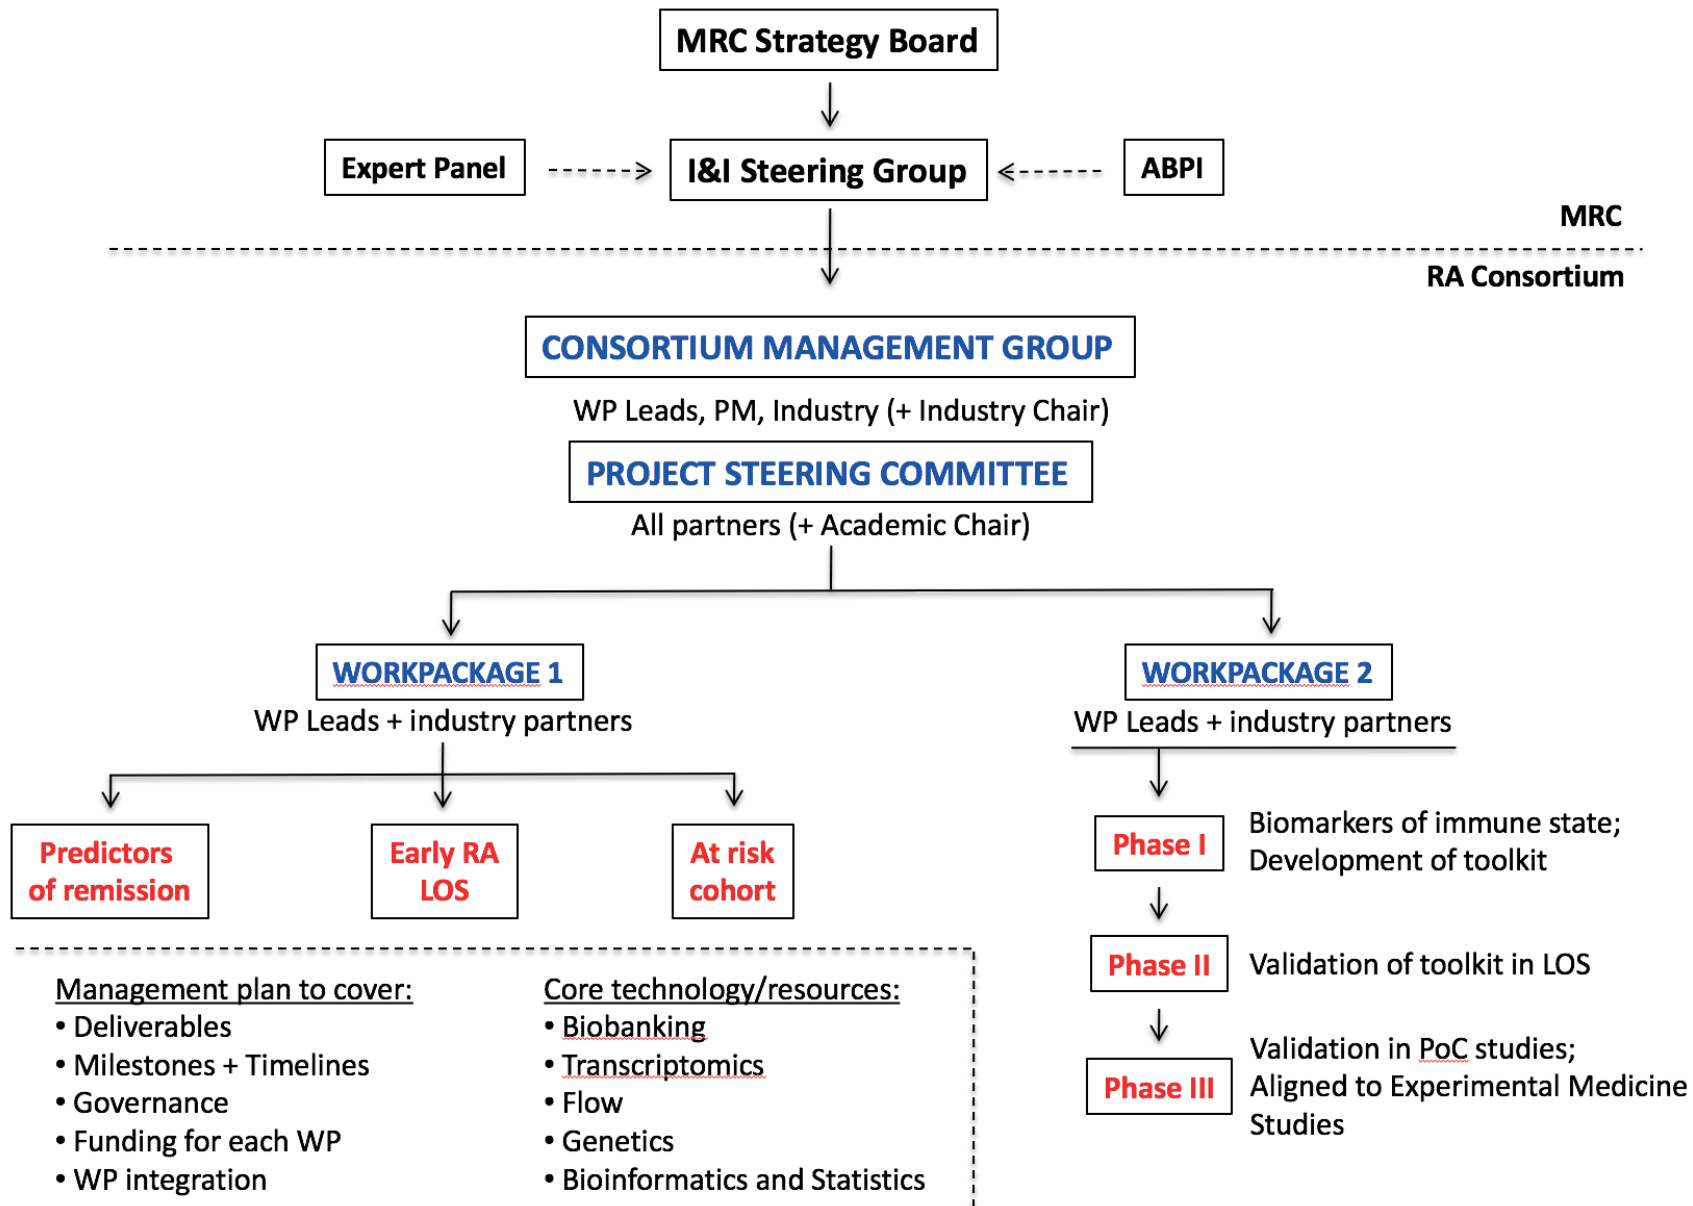 MRC Strategy Board
Expert Panel
I&I Steering Group
ABPI
MRC
RA Consortium
CONSORTIUM MANAGEMENT GROUP
WP Leads, PM, Industry (+ Industry Chair)
PROJECT STEERING COMMITTEE
All partners (+ Academic Chair)
WORKPACKAGE 1
WP Leads + industry partners
Predictors
of remission
Early RA
LOS
At risk
cohort
Management plan to cover:
• Deliverables
• Milestones + Timelines
• Governance
• Funding for each WP
• WP integration
Core technology/resources:
• Biobanking
• Transcriptomics
• Flow
• Genetics
• Bioinformatics and Statistics
WORKPACKAGE 2
WP Leads + industry partners
Phase I
Biomarkers of immune state;
Development of toolkit
Phase II
Validation of toolkit in LOS
Phase III
Validation in PoC studies;
Aligned to Experimental Medicine
Studies